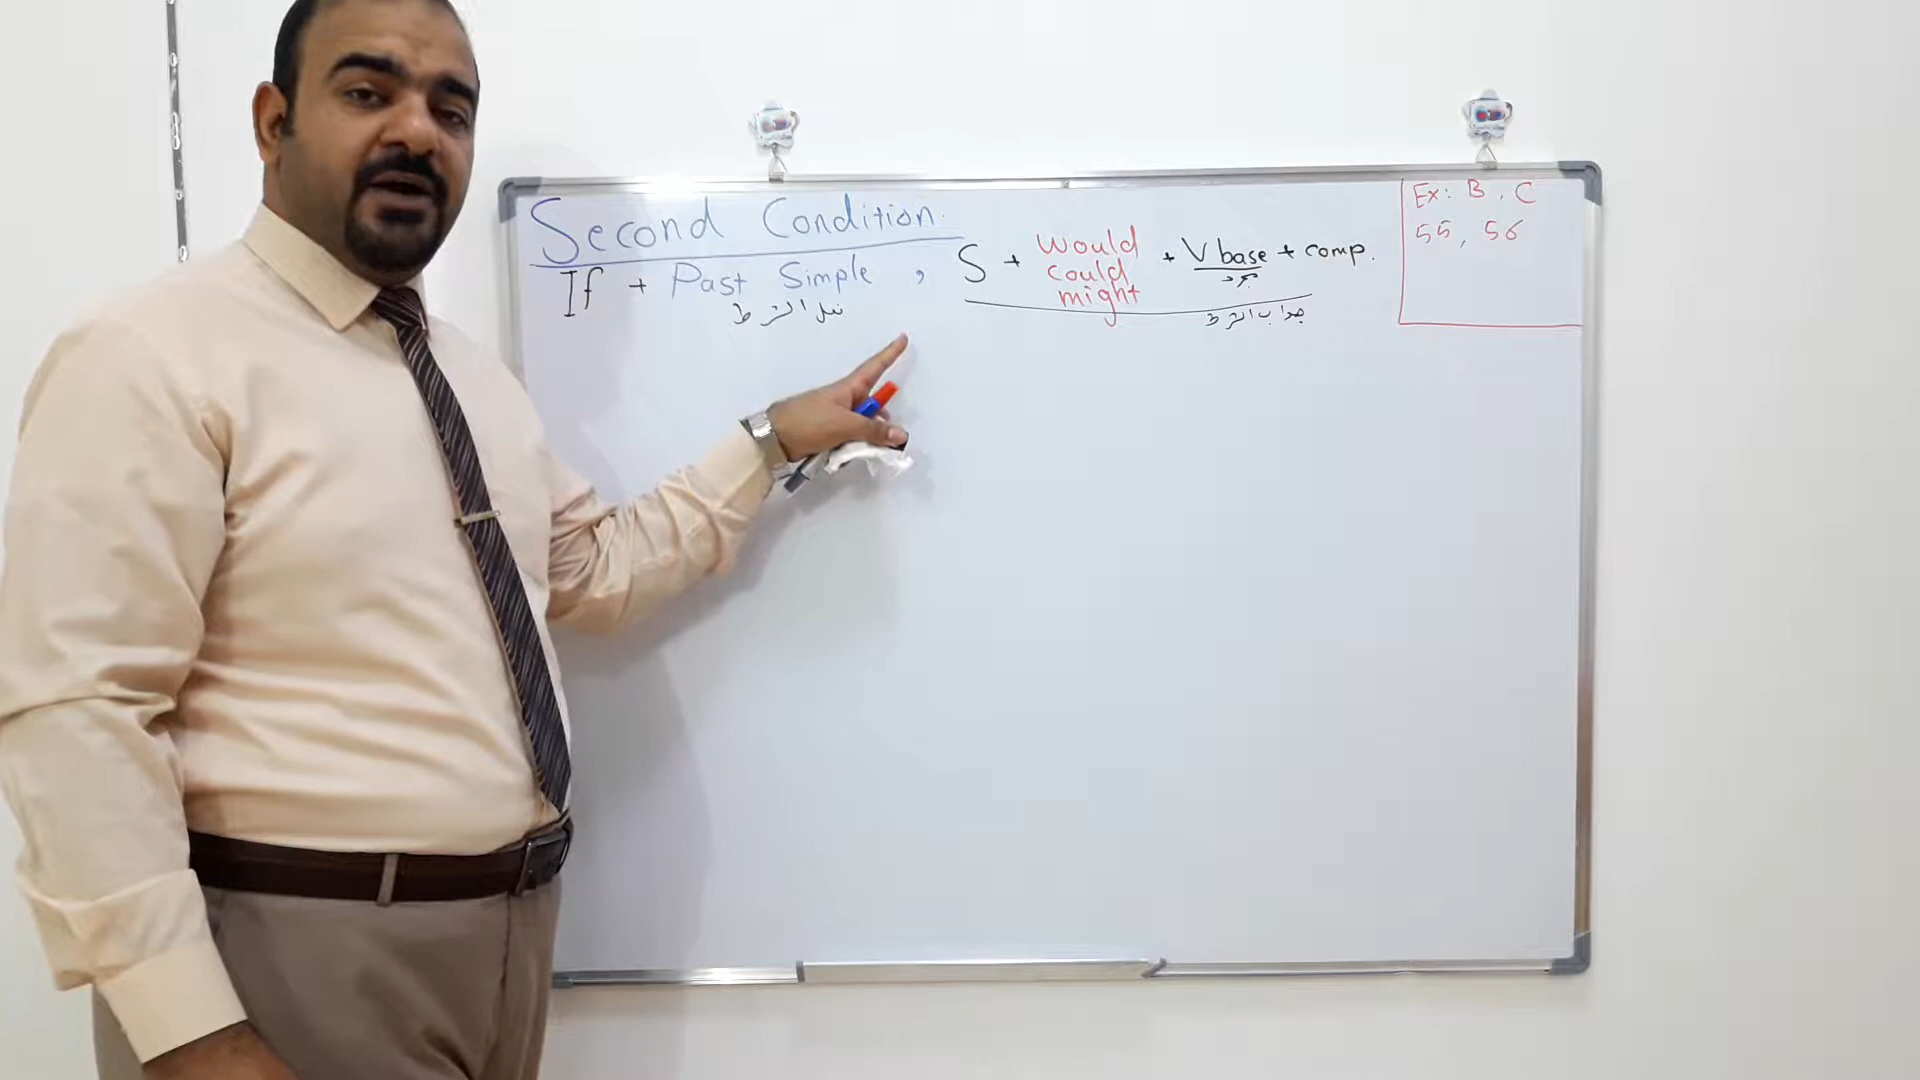 Second Condition
If + Past Simple , S + would could might + V base + comp.
فعل الشرط
مجرد
جواب الشرط
Ex: B, C
55, 56